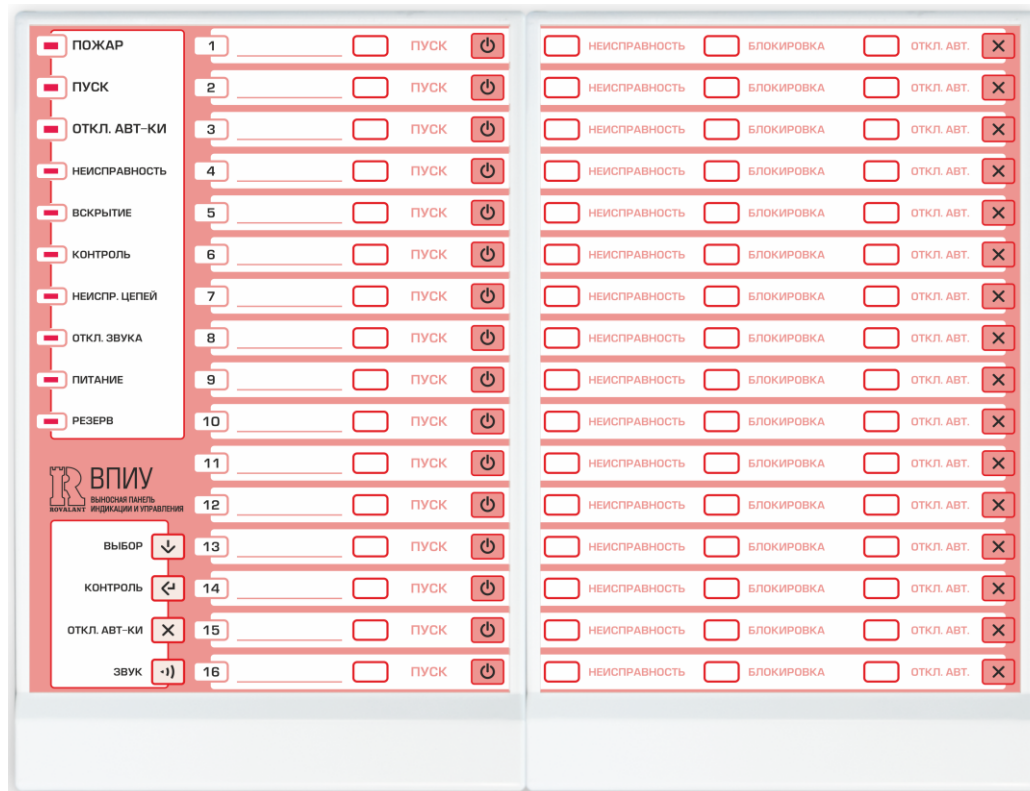 ПОЖАР
ПУСК
ОТКЛ. АВТ-КИ
НЕИСПРАВНОСТЬ
ВСКРЫТИЕ
КОНТРОЛЬ
НЕИСПР. ЦЕПЕЙ
ОТКЛ. ЗВУКА
ПИТАНИЕ
РЕЗЕРВ
ROVALANT
ВПИУ
ВЫНОСНАЯ ПАНЕЛЬ
ИНДИКАЦИИ И УПРАВЛЕНИЯ
ВЫБОР
КОНТРОЛЬ
ОТКЛ. АВТ-КИ
ЗВУК
1 ПУСК НЕИСПРАВНОСТЬ БЛОКИРОВКА ОТКЛ. АВТ.
2 ПУСК НЕИСПРАВНОСТЬ БЛОКИРОВКА ОТКЛ. АВТ.
3 ПУСК НЕИСПРАВНОСТЬ БЛОКИРОВКА ОТКЛ. АВТ.
4 ПУСК НЕИСПРАВНОСТЬ БЛОКИРОВКА ОТКЛ. АВТ.
5 ПУСК НЕИСПРАВНОСТЬ БЛОКИРОВКА ОТКЛ. АВТ.
6 ПУСК НЕИСПРАВНОСТЬ БЛОКИРОВКА ОТКЛ. АВТ.
7 ПУСК НЕИСПРАВНОСТЬ БЛОКИРОВКА ОТКЛ. АВТ.
8 ПУСК НЕИСПРАВНОСТЬ БЛОКИРОВКА ОТКЛ. АВТ.
9 ПУСК НЕИСПРАВНОСТЬ БЛОКИРОВКА ОТКЛ. АВТ.
10 ПУСК НЕИСПРАВНОСТЬ БЛОКИРОВКА ОТКЛ. АВТ.
11 ПУСК НЕИСПРАВНОСТЬ БЛОКИРОВКА ОТКЛ. АВТ.
12 ПУСК НЕИСПРАВНОСТЬ БЛОКИРОВКА ОТКЛ. АВТ.
13 ПУСК НЕИСПРАВНОСТЬ БЛОКИРОВКА ОТКЛ. АВТ.
14 ПУСК НЕИСПРАВНОСТЬ БЛОКИРОВКА ОТКЛ. АВТ.
15 ПУСК НЕИСПРАВНОСТЬ БЛОКИРОВКА ОТКЛ. АВТ.
16 ПУСК НЕИСПРАВНОСТЬ БЛОКИРОВКА ОТКЛ. АВТ.